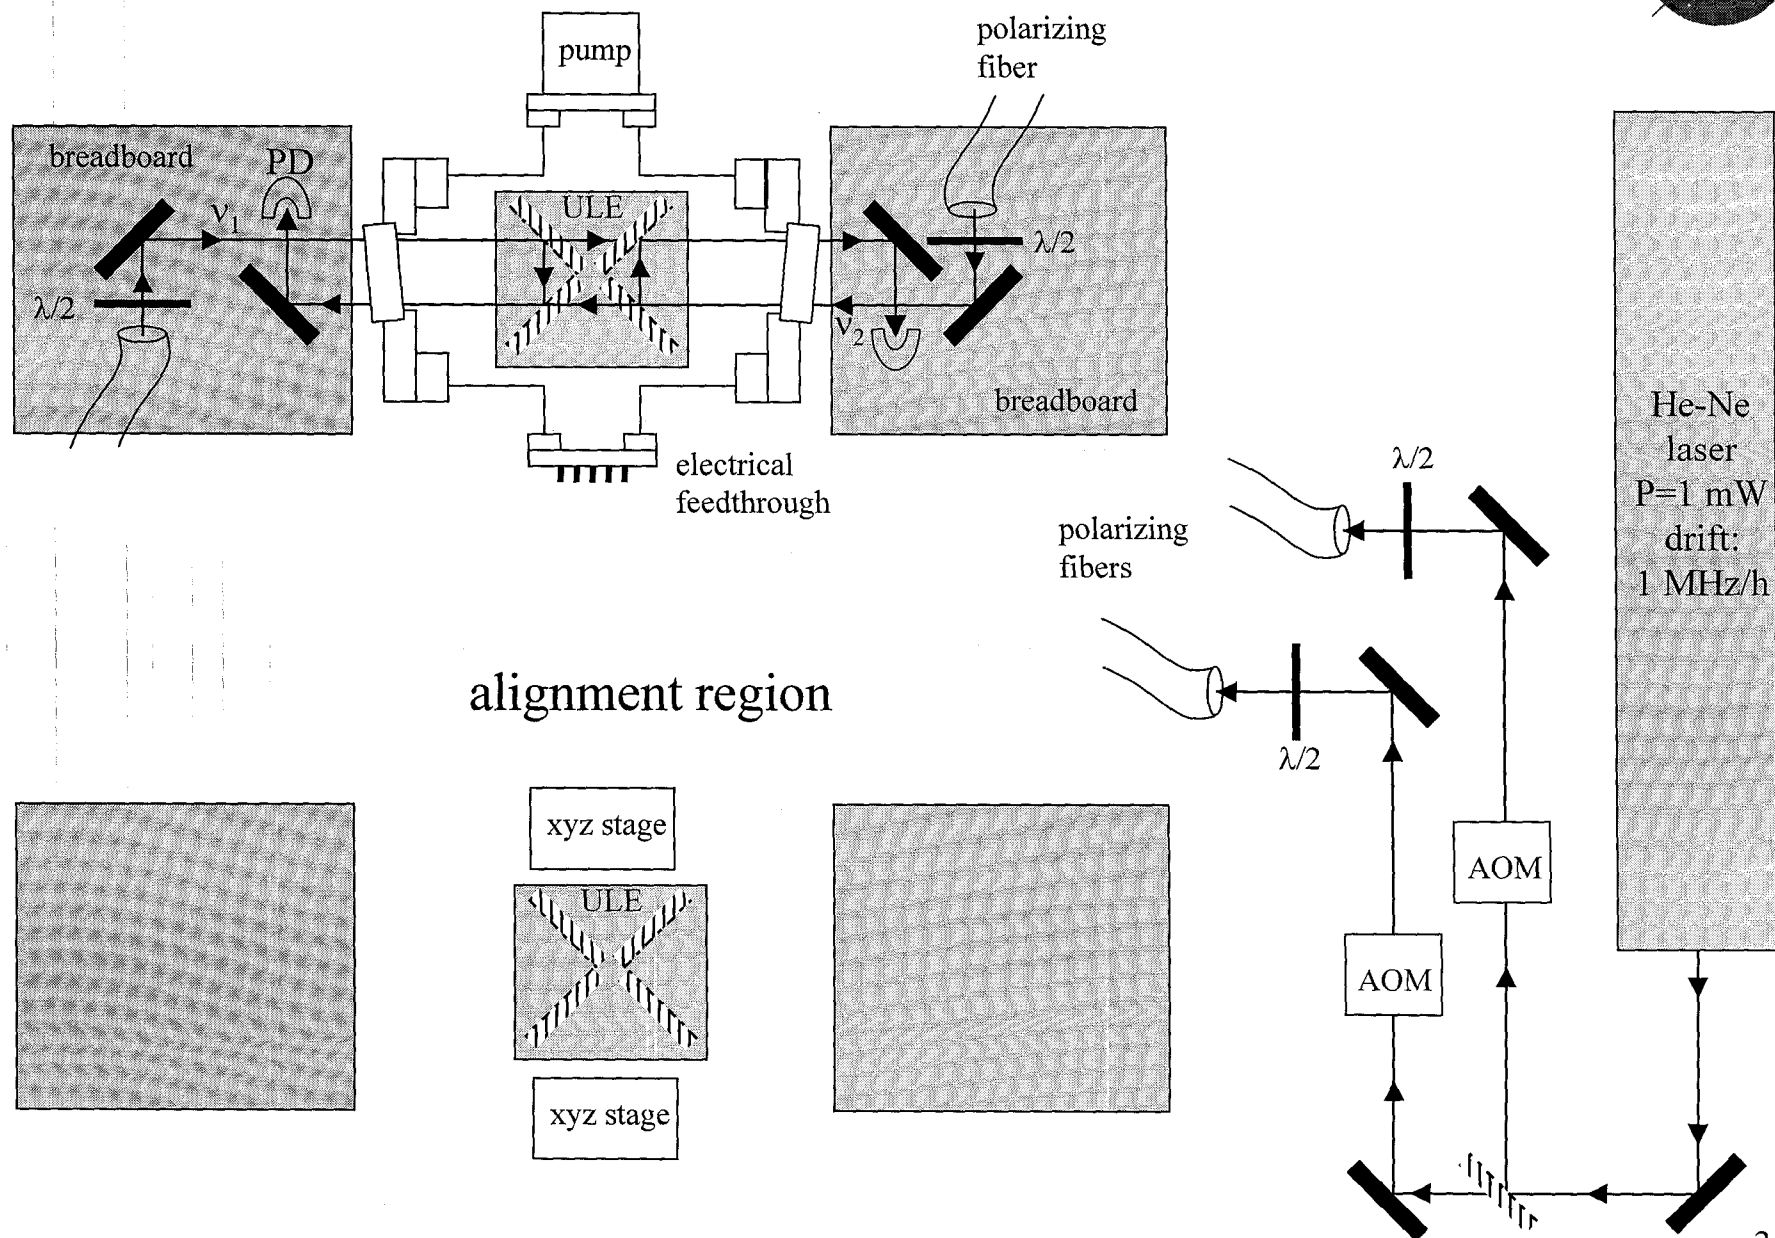 pump
polarizing
fiber
breadboard
PD
ν1
ULE
λ/2
λ/2
ν2
breadboard
electrical
feedthrough
He-Ne
laser
P=1 mW
drift:
1 MHz/h
λ/2
polarizing
fibers
λ/2
alignment region
xyz stage
ULE
xyz stage
AOM
AOM